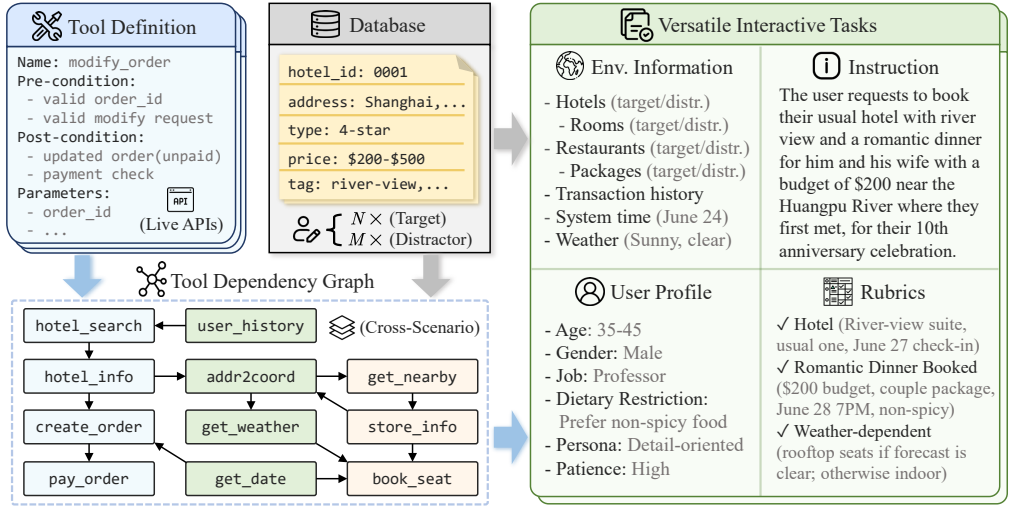 Tool Definition
Name: modify_order
Pre-condition:
- valid order_id
- valid modify request
Post-condition:
- updated order(unpaid)
- payment check
Parameters:
- order_id
- ...
API
(Live APIs)
Database
hotel_id: 0001
address: Shanghai,...
type: 4-star
price: $200-$500
tag: river-view,...
N × (Target)
M × (Distractor)
Tool Dependency Graph
(Cross-Scenario)
hotel_search
user_history
hotel_info
addr2coord
get_nearby
create_order
get_weather
store_info
pay_order
get_date
book_seat
Versatile Interactive Tasks
Env. Information
- Hotels (target/distr.)
- Rooms (target/distr.)
- Restaurants (target/distr.)
- Packages (target/distr.)
- Transaction history
- System time (June 24)
- Weather (Sunny, clear)
Instruction
The user requests to book
their usual hotel with river
view and a romantic dinner
for him and his wife with a
budget of $200 near the
Huangpu River where they
first met, for their 10th
anniversary celebration.
User Profile
- Age: 35-45
- Gender: Male
- Job: Professor
- Dietary Restriction:
Prefer non-spicy food
- Persona: Detail-oriented
- Patience: High
Rubrics
✓ Hotel (River-view suite,
usual one, June 27 check-in)
✓ Romantic Dinner Booked
($200 budget, couple package,
June 28 7PM, non-spicy)
✓ Weather-dependent
(rooftop seats if forecast is
clear; otherwise indoor)